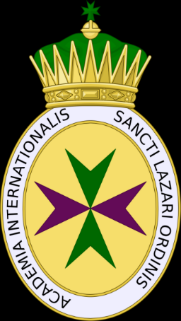 ACADEMIA INTERNATIONALIS
SANCTI LAZARI ORDINIS